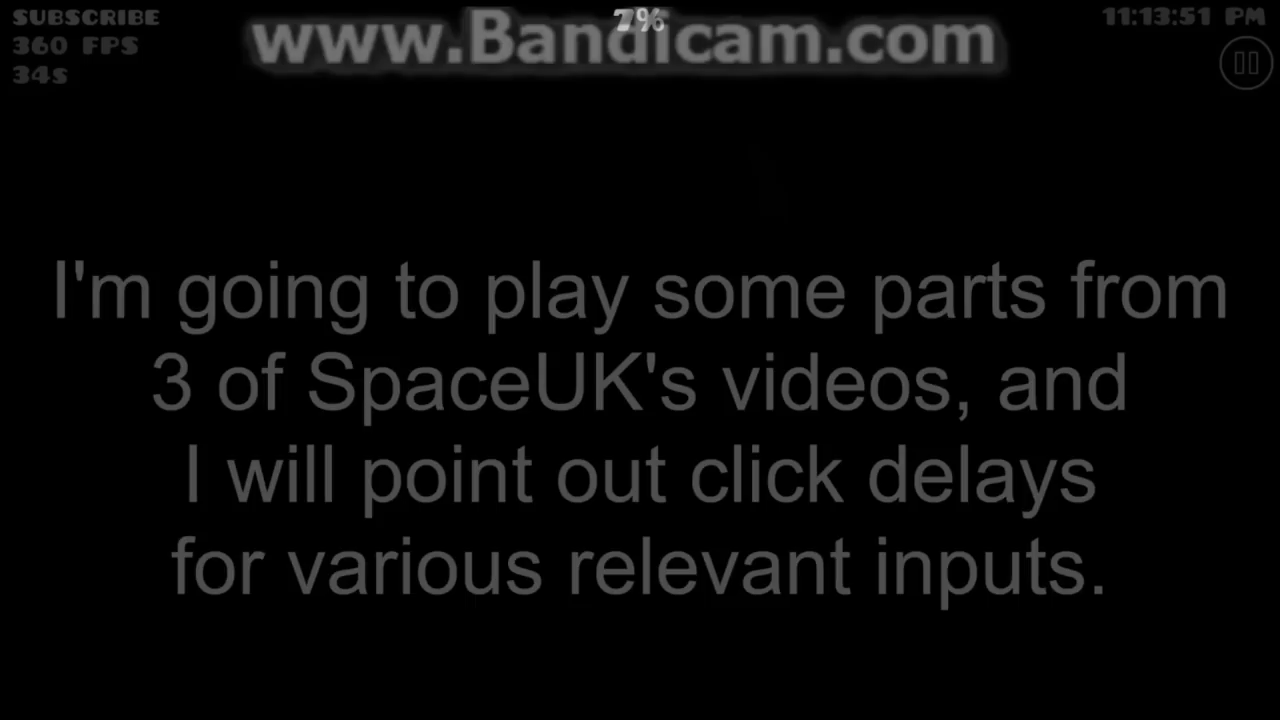 SUBSCRIBE
360 FPS
34s
www.Bandicam.com
7%
11:13:51 PM
I'm going to play some parts from
3 of SpaceUK's videos, and
I will point out click delays
for various relevant inputs.